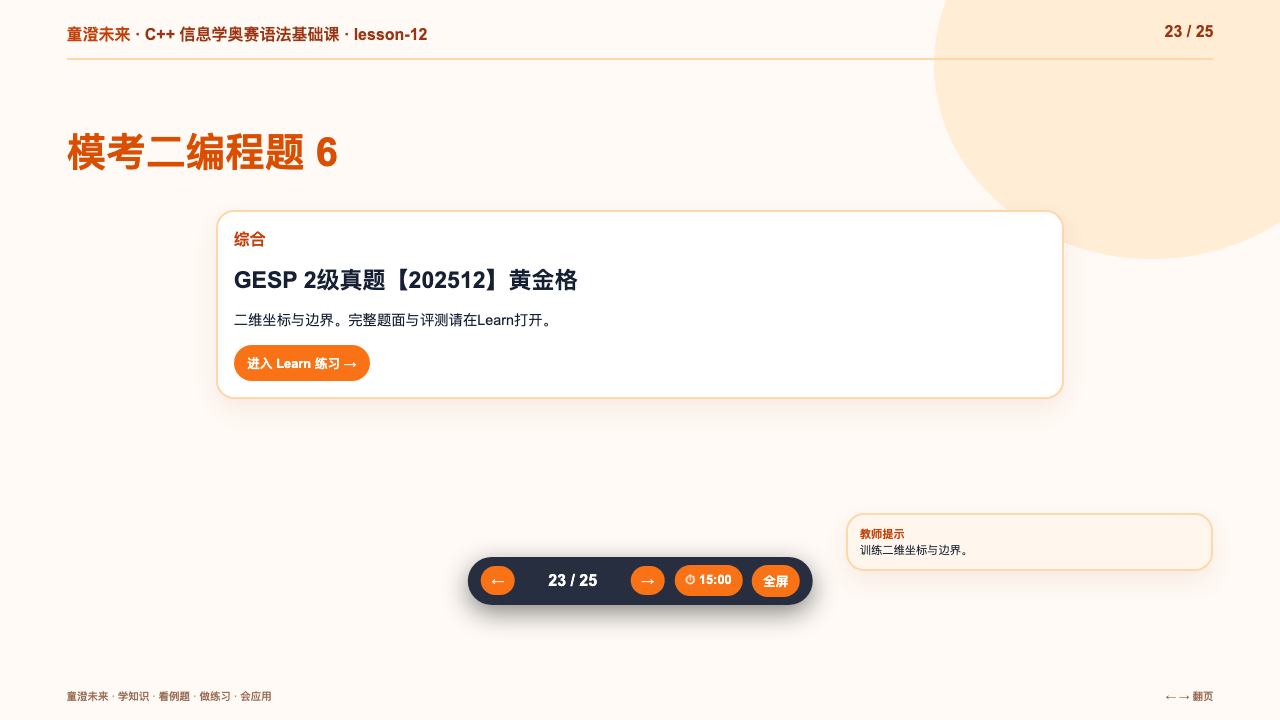 童澄未来 · C++ 信息学奥赛语法基础课 · lesson-12
23 / 25
模考二编程题 6
综合
GESP 2级真题【202512】黄金格
二维坐标与边界。完整题面与评测请在Learn打开。
进入 Learn 练习 →
教师提示
训练二维坐标与边界。
← 23 / 25 → ⏱ 15:00 全屏
童澄未来 · 学知识 · 看例题 · 做练习 · 会应用
←→ 翻页